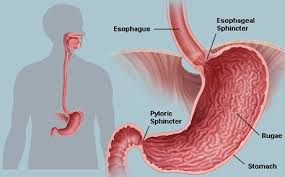 Esophagus
Esophageal
Sphincter
Pyloric
Sphincter
Rugae
Stomach